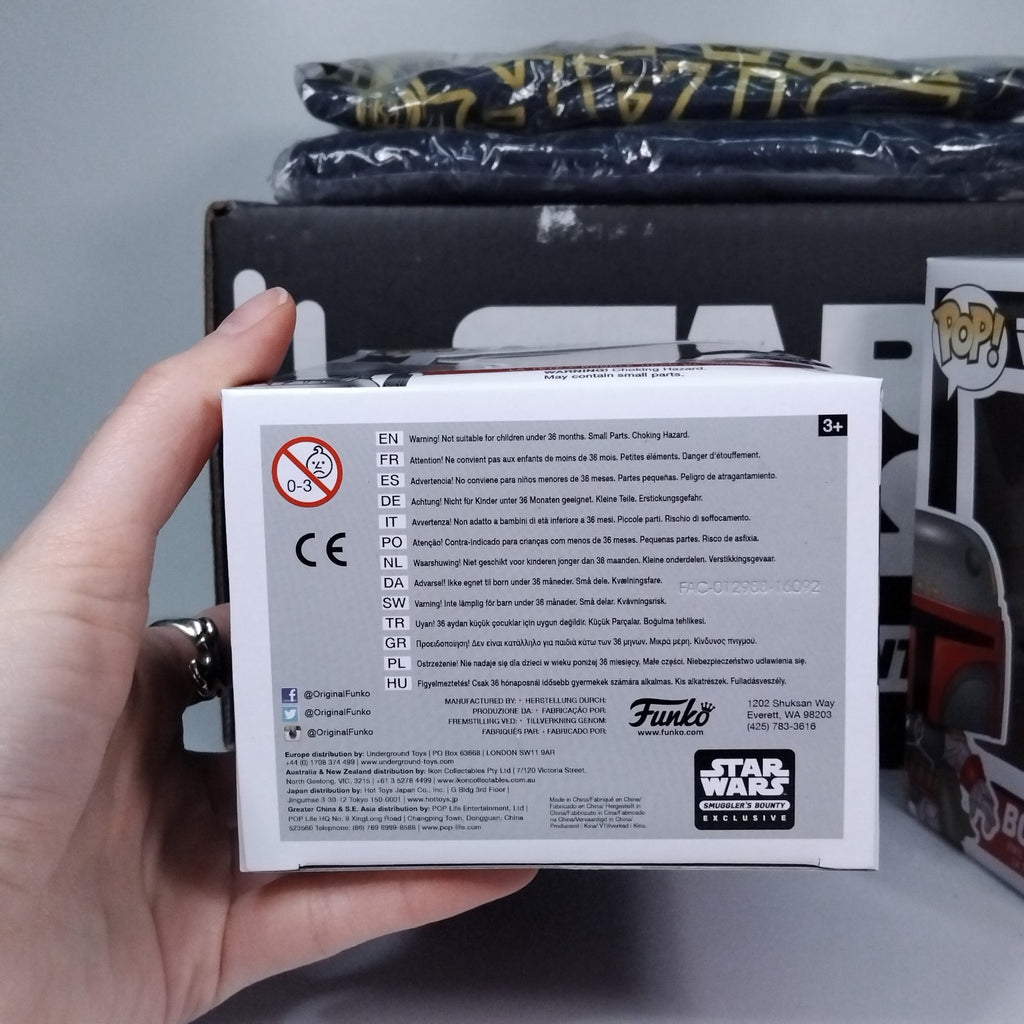 WARNING! Choking Hazard.
May contain small parts.
POP!
3+
0-3
CE
EN Warning! Not suitable for children under 36 months. Small Parts. Choking Hazard.
FR Attention! Ne convient pas aux enfants de moins de 36 mois. Petites éléments. Danger d'étouffement.
ES Advertencia! No conviene para niños menores de 36 meses. Partes pequeñas. Peligro de atragantamiento.
DE Achtung! Nicht für Kinder unter 36 Monaten geeignet. Kleine Teile. Erstickungsgefahr.
IT Avvertenza! Non adatto a bambini di età inferiore a 36 mesi. Piccole parti. Rischio di soffocamento.
PO Atenção! Contra-indicado para crianças com menos de 36 meses. Pequenas partes. Risco de asfixia.
NL Waarshuwing! Niet geschikt voor kinderen jonger dan 36 maanden. Kleine onderdelen. Verstikkingsgevaar.
DA Advarsel! Ikke egnet til born under 36 måneder. Små dele. Kvælningsfare.
FAC-012988-16092
SW Varning! Inte lämplig för barn under 36 månader. Små delar. Kvävningsrisk.
TR Uyarı! 36 aydan küçük çocuklar için uygun değildir. Küçük Parçalar. Boğulma tehlikesi.
GR Προειδοποίηση! Δεν είναι κατάλληλο για παιδιά κάτω των 36 μηνών. Μικρά μέρη. Κίνδυνος πνιγμού.
PL Ostrzeżenie! Nie nadaje się dla dzieci w wieku poniżej 36 miesięcy. Małe części. Niebezpieczeństwo udławienia się.
HU Figyelmeztetés! Csak 36 hónaposnál idősebb gyermekek számára alkalmas. Kis alkatrészek. Fulladásveszély.
@OriginalFunko
@OriginalFunko
@OriginalFunko
MANUFACTURED BY: • HERSTELLUNG DURCH:
PRODUZIONE DA: • FABRICAÇÃO POR:
FREMSTILLING VED: • TILLVERKNING GENOM:
FABRIQUÉS PAR: • FABRICADO POR:
Funko
www.funko.com
1202 Shuksan Way
Everett, WA 98203
(425) 783-3616
Europe distribution by: Underground Toys | PO Box 63668 | LONDON SW11 9AR
+44 (0) 1708 374 499 | www.underground-toys.com
Australia & New Zealand distribution by: Ikon Collectables Pty Ltd | 7/120 Victoria Street,
North Geelong, VIC, 3215 | +61 3 5278 4499 | www.ikoncollectables.com.au
Japan distribution by: Hot Toys Japan Co., Inc. | G Bldg 3rd Floor |
Jingumae 3-30-12 Tokyo 150-0001 | www.hottoys.jp
Greater China & S.E. Asia distribution by: POP Life Entertainment, Ltd |
POP Life HQ No. 8 XingLong Road | Changping Town, Dongguan, China
523560 Telephone: (86) 769 8999-8588 | www.pop-life.com
Made in China/Fabriqué en Chine/
Fabricado en China/ Hergestellt in
China/Fabbricato in Cina/Fabricado
na China/Vervaardigd in China/
STAR
WARS
SMUGGLER'S BOUNTY
EXCLUSIVE